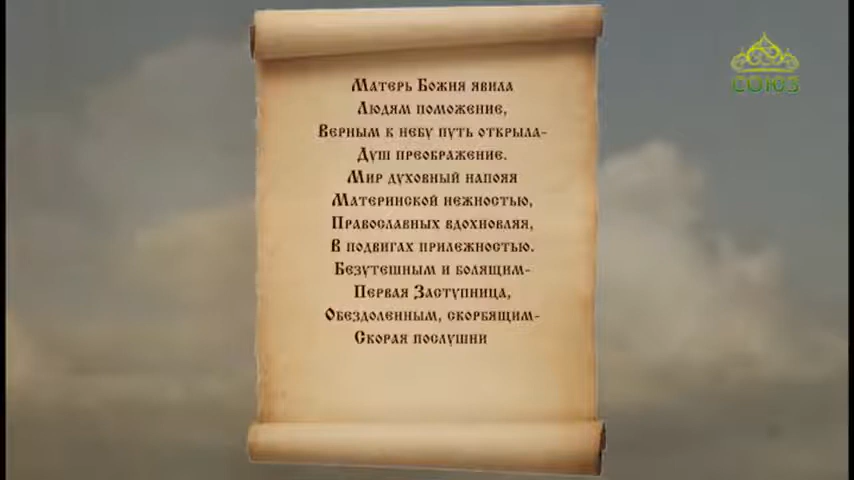 Матерь Божия явила
Людям поможение,
Верным к небу путь открыла-
Душ преображение.
Мир духовный напояя
Материнской нежностью,
Православных вдохновляя,
В подвигах прилежностью.
Безутешным и болящим-
Первая Заступница,
Обездоленным, скорбящим-
Скорая послушни
СОЮЗ